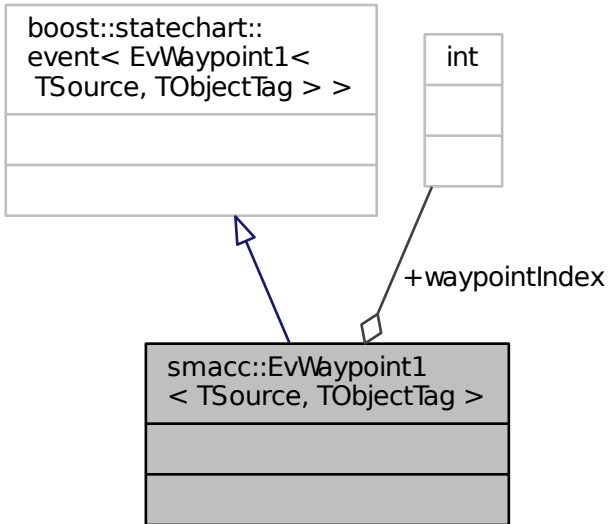 boost::statechart::
event< EvWaypoint1<
TSource, TObjectTag > >
int
+waypointIndex
smacc::EvWaypoint1
< TSource, TObjectTag >